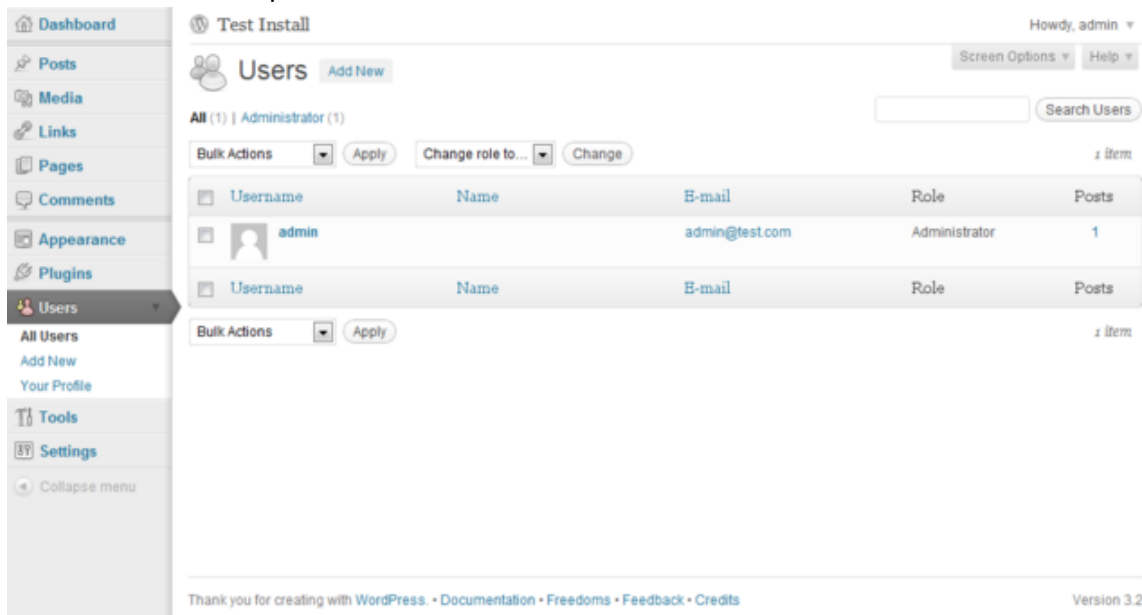 Dashboard
Posts
Media
Links
Pages
Comments
Appearance
Plugins
Users
All Users
Add New
Your Profile
Tools
Settings
Collapse menu
Test Install
Howdy, admin
Users Add New
Screen Options Help
All (1) | Administrator (1)
Search Users
Bulk Actions Apply Change role to... Change
1 item
Username Name E-mail Role Posts
admin admin@test.com Administrator 1
Username Name E-mail Role Posts
Bulk Actions Apply
1 item
Thank you for creating with WordPress. • Documentation • Freedoms • Feedback • Credits
Version 3.2